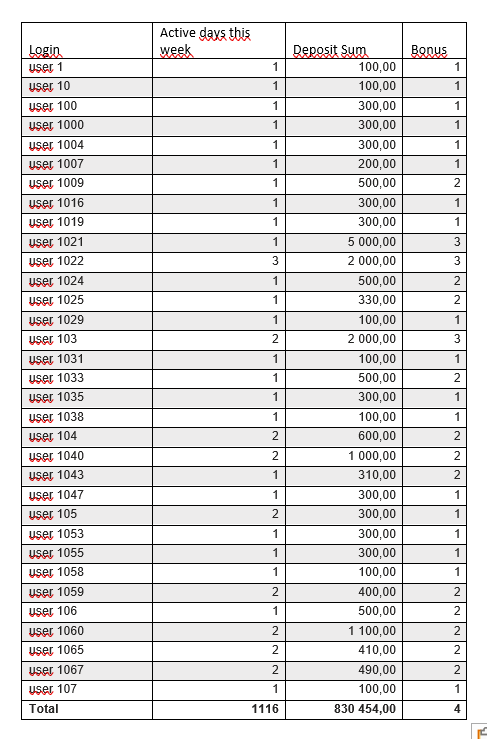 Login Active days this week Deposit Sum Bonus
user 1 1 100,00 1
user 10 1 100,00 1
user 100 1 300,00 1
user 1000 1 300,00 1
user 1004 1 300,00 1
user 1007 1 200,00 1
user 1009 1 500,00 2
user 1016 1 300,00 1
user 1019 1 300,00 1
user 1021 1 5 000,00 3
user 1022 3 2 000,00 3
user 1024 1 500,00 2
user 1025 1 330,00 2
user 1029 1 100,00 1
user 103 2 2 000,00 3
user 1031 1 100,00 1
user 1033 1 500,00 2
user 1035 1 300,00 1
user 1038 1 100,00 1
user 104 2 600,00 2
user 1040 2 1 000,00 2
user 1043 1 310,00 2
user 1047 1 300,00 1
user 105 2 300,00 1
user 1053 1 300,00 1
user 1055 1 300,00 1
user 1058 1 100,00 1
user 1059 2 400,00 2
user 106 1 500,00 2
user 1060 2 1 100,00 2
user 1065 2 410,00 2
user 1067 2 490,00 2
user 107 1 100,00 1
Total 1116 830 454,00 4